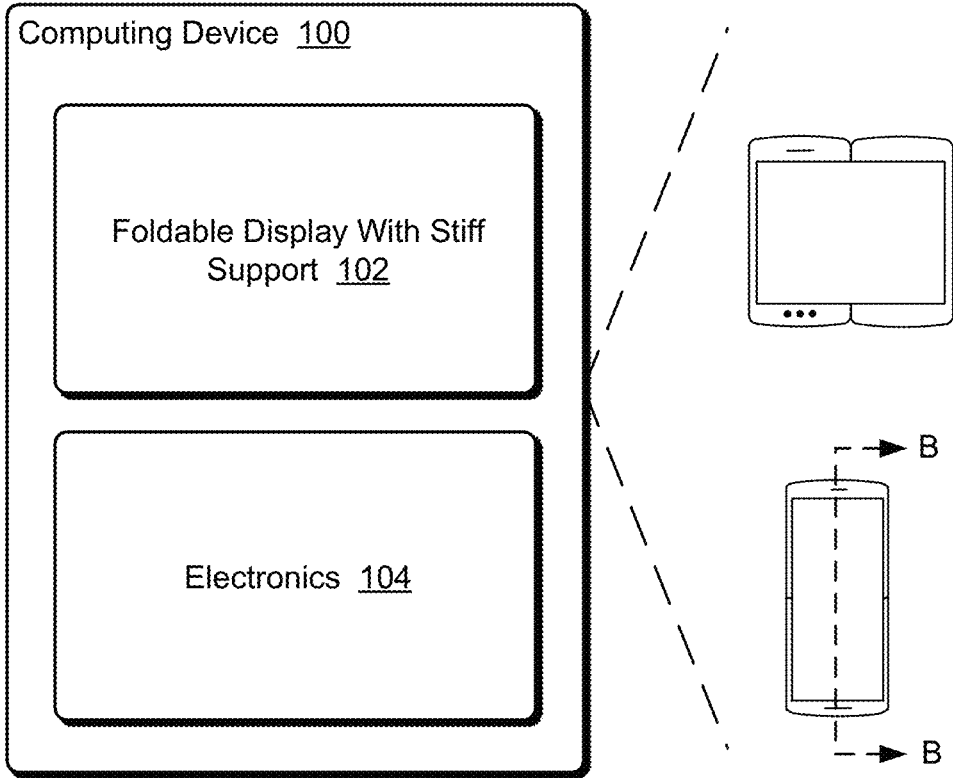 Computing Device 100
Foldable Display With Stiff
Support 102
Electronics 104
B
B